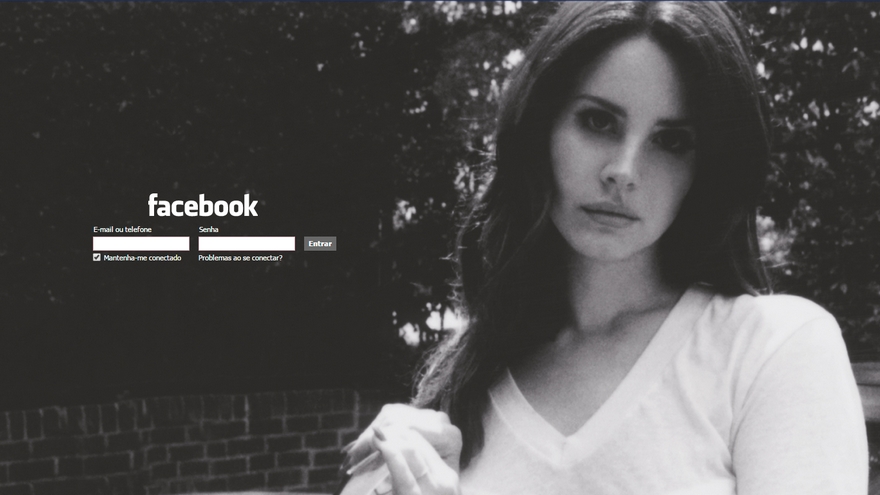 facebook
E-mail ou telefone Senha
Entrar
Mantenha-me conectado Problemas ao se conectar?